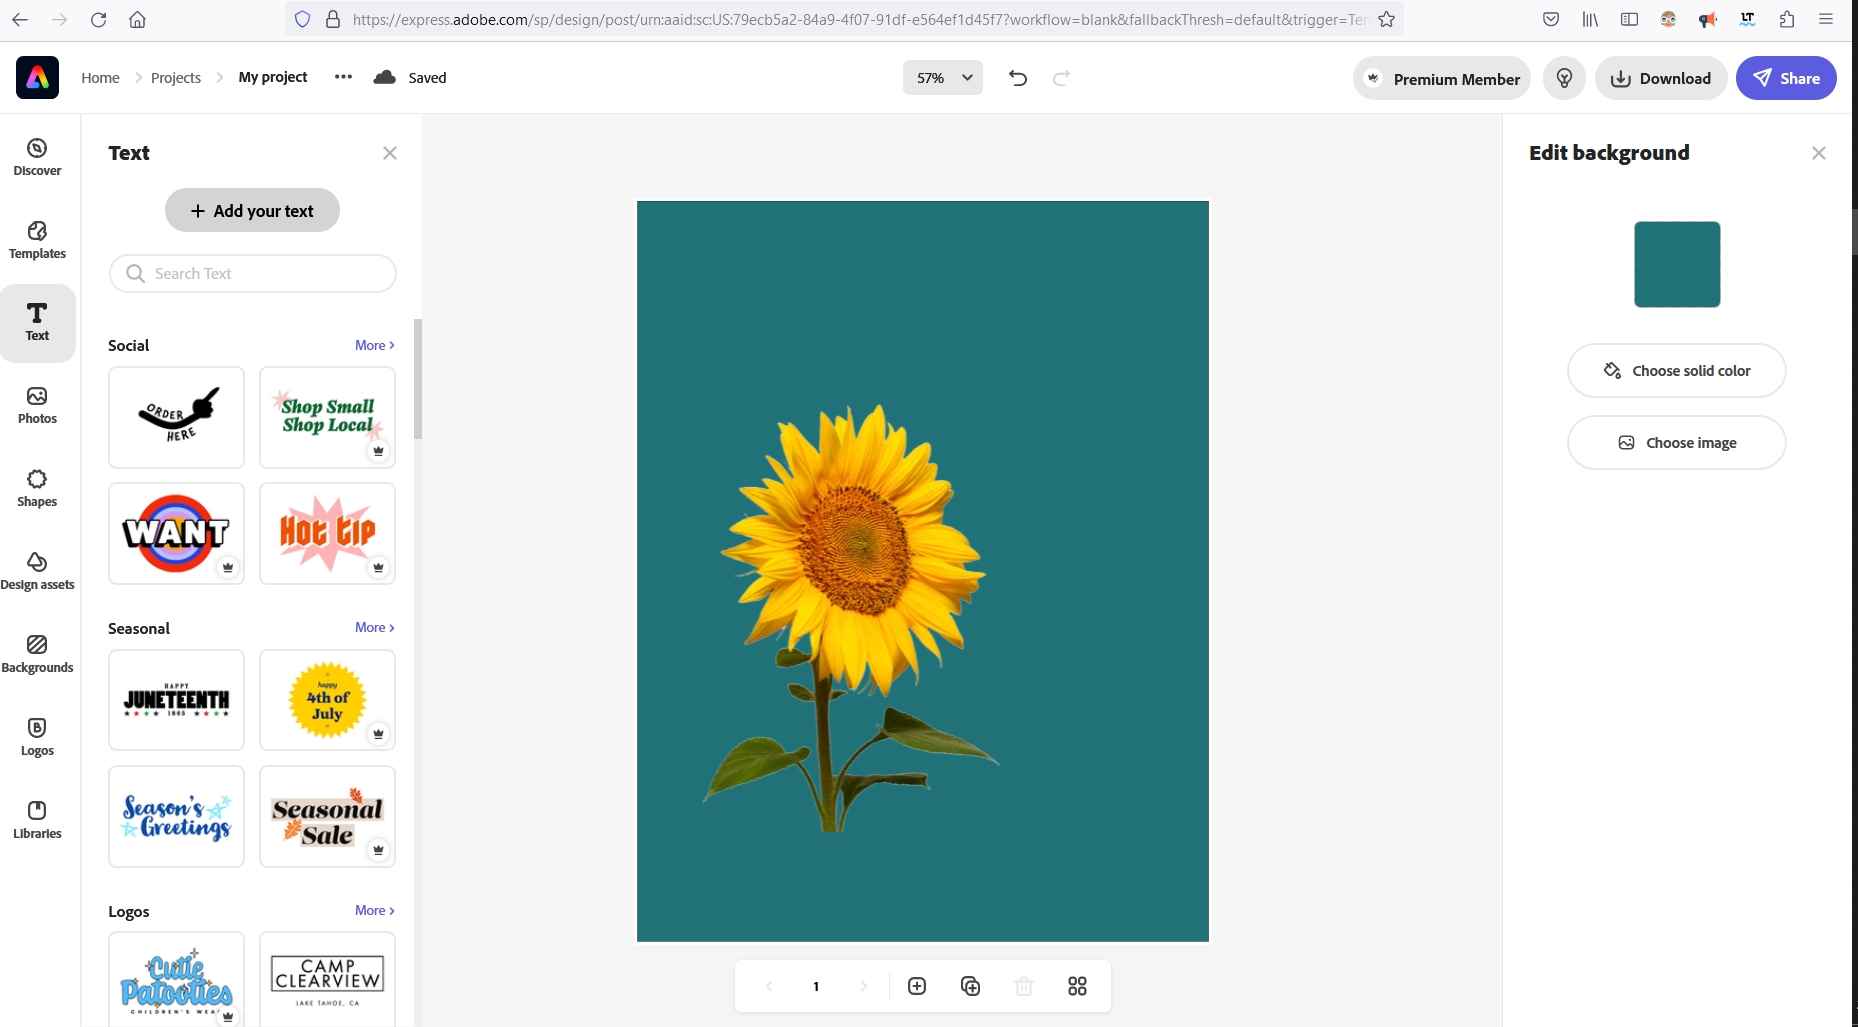 https://express.adobe.com/sp/design/post/urn:aaid:sc:US:79ecb5a2-84a9-4f07-91df-e564ef1d45f7?workflow=blank&fallbackThresh=default&trigger=Ter
Home
Projects
My project
Saved
57%
Premium Member
Download
Share
Discover
Templates
Text
Photos
Shapes
Design assets
Backgrounds
Logos
Libraries
Text
+ Add your text
Search Text
Social
More >
ORDER
HERE
Shop Small
Shop Local
WANT
Hot tip
Seasonal
More >
HAPPY
JUNETEENTH
1865
happy
4th of
July
Season's
Greetings
Seasonal
Sale
Logos
More >
Cutie
Patooties
CHILDREN'S WEA
CAMP
CLEARVIEW
LAKE TAHOE, CA
1
Edit background
Choose solid color
Choose image